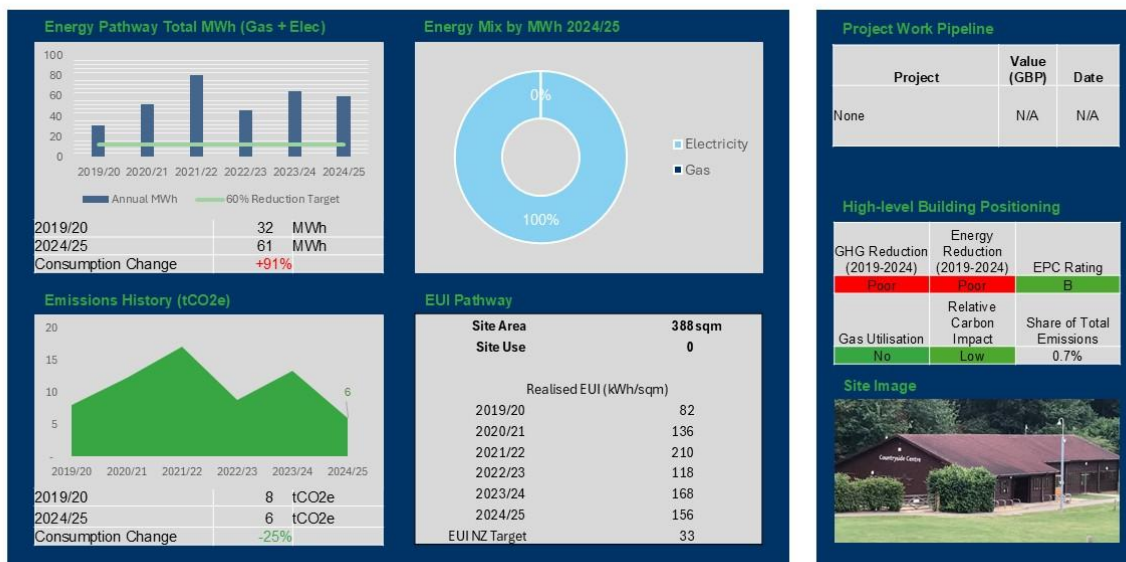 Energy Pathway Total MWh (Gas + Elec)
100
80
60
40
20
0
2019/20 2020/21 2021/22 2022/23 2023/24 2024/25
Annual MWh 60% Reduction Target
2019/20 32 MWh
2024/25 61 MWh
Consumption Change +91%
Energy Mix by MWh 2024/25
0%
100%
Electricity
Gas
Emissions History (tCO2e)
20
15
10
5
-
6
2019/20 2020/21 2021/22 2022/23 2023/24 2024/25
2019/20 8 tCO2e
2024/25 6 tCO2e
Consumption Change -25%
EUI Pathway
Site Area 388sqm
Site Use 0
Realised EUI (kWh/sqm)
2019/20 82
2020/21 136
2021/22 210
2022/23 118
2023/24 168
2024/25 156
EUI NZ Target 33
Project Work Pipeline
Project Value (GBP) Date
None N/A N/A
High-level Building Positioning
GHG Reduction (2019-2024) Energy Reduction (2019-2024) EPC Rating
Poor Poor B
Gas Utilisation Relative Carbon Impact Share of Total Emissions
No Low 0.7%
Site Image
Countryside Centre